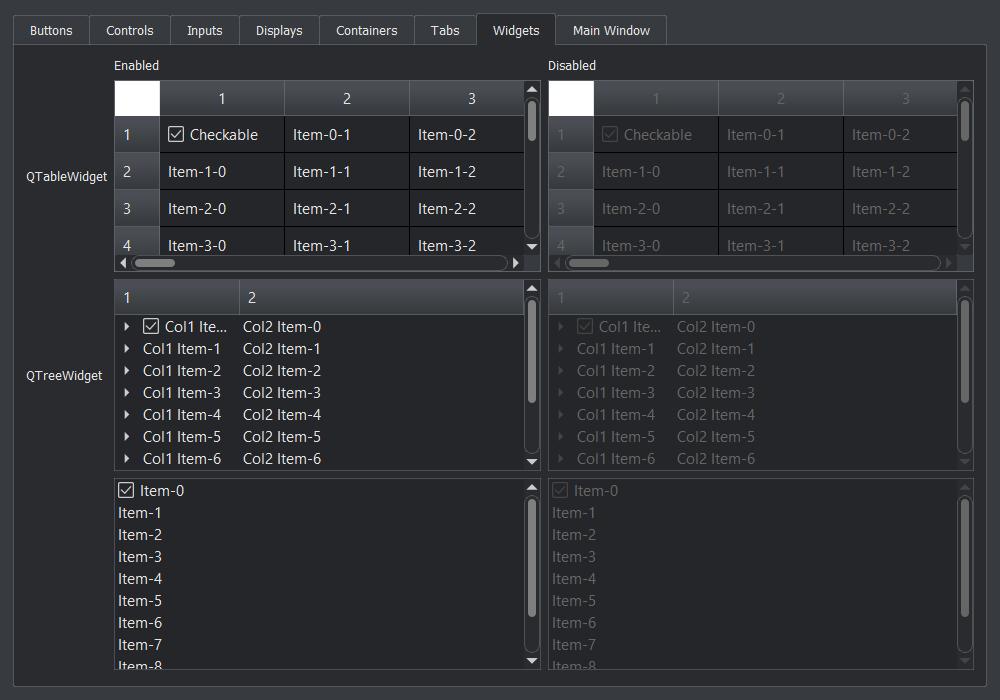 Buttons Controls Inputs Displays Containers Tabs Widgets Main Window
Enabled Disabled
1 2 3 1 2 3
1 Checkable Item-0-1 Item-0-2 1 Checkable Item-0-1 Item-0-2
QTableWidget 2 Item-1-0 Item-1-1 Item-1-2 2 Item-1-0 Item-1-1 Item-1-2
3 Item-2-0 Item-2-1 Item-2-2 3 Item-2-0 Item-2-1 Item-2-2
4 Item-3-0 Item-3-1 Item-3-2 4 Item-3-0 Item-3-1 Item-3-2
1 2 1 2
Col1 Ite... Col2 Item-0 Col1 Ite... Col2 Item-0
Col1 Item-1 Col2 Item-1 Col1 Item-1 Col2 Item-1
QTreeWidget Col1 Item-2 Col2 Item-2 Col1 Item-2 Col2 Item-2
Col1 Item-3 Col2 Item-3 Col1 Item-3 Col2 Item-3
Col1 Item-4 Col2 Item-4 Col1 Item-4 Col2 Item-4
Col1 Item-5 Col2 Item-5 Col1 Item-5 Col2 Item-5
Col1 Item-6 Col2 Item-6 Col1 Item-6 Col2 Item-6
Item-0 Item-0
Item-1 Item-1
Item-2 Item-2
Item-3 Item-3
Item-4 Item-4
Item-5 Item-5
Item-6 Item-6
Item-7 Item-7
Item-8 Item-8